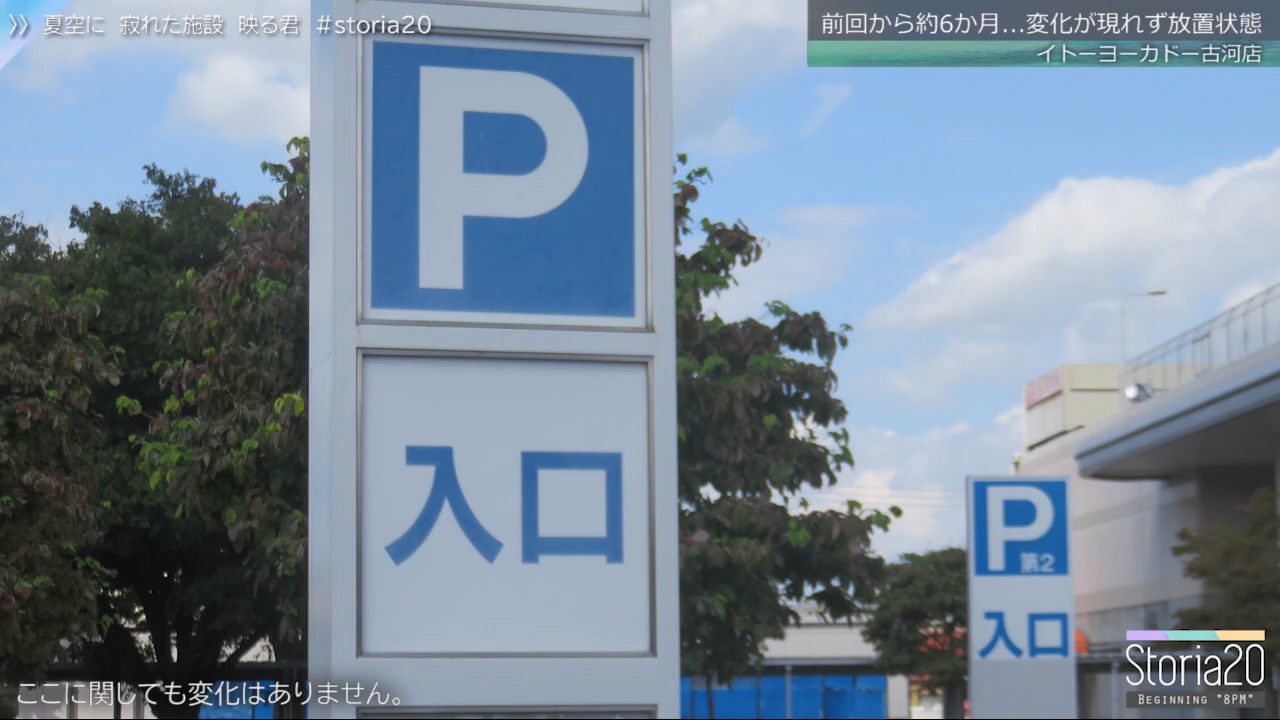 >> 夏空に 寂れた施設 映る君 #storia20
前回から約6か月…変化が現れず放置状態
イトーヨーカドー古河店
P
入口
P
第2
入口
ここに関しても変化はありません。
Storia20
BEGINNING "8PM"